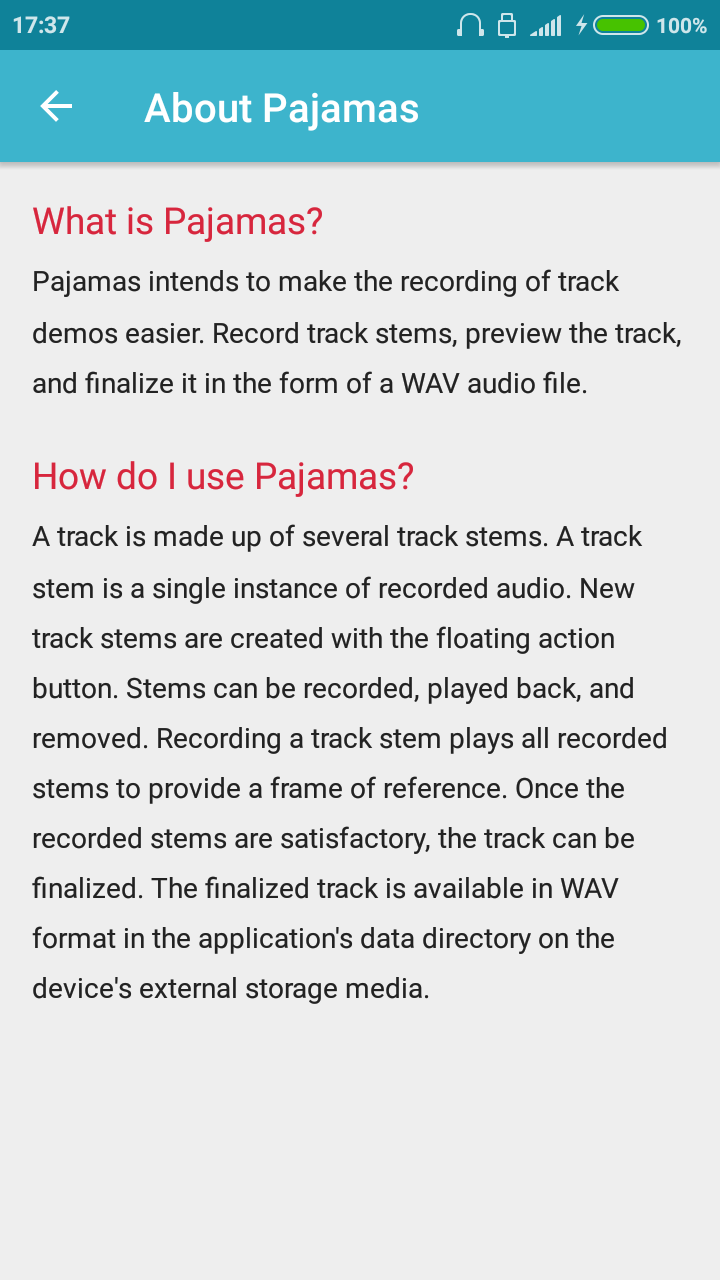 17:37
100%
About Pajamas
What is Pajamas?
Pajamas intends to make the recording of track
demos easier. Record track stems, preview the track,
and finalize it in the form of a WAV audio file.
How do I use Pajamas?
A track is made up of several track stems. A track
stem is a single instance of recorded audio. New
track stems are created with the floating action
button. Stems can be recorded, played back, and
removed. Recording a track stem plays all recorded
stems to provide a frame of reference. Once the
recorded stems are satisfactory, the track can be
finalized. The finalized track is available in WAV
format in the application's data directory on the
device's external storage media.